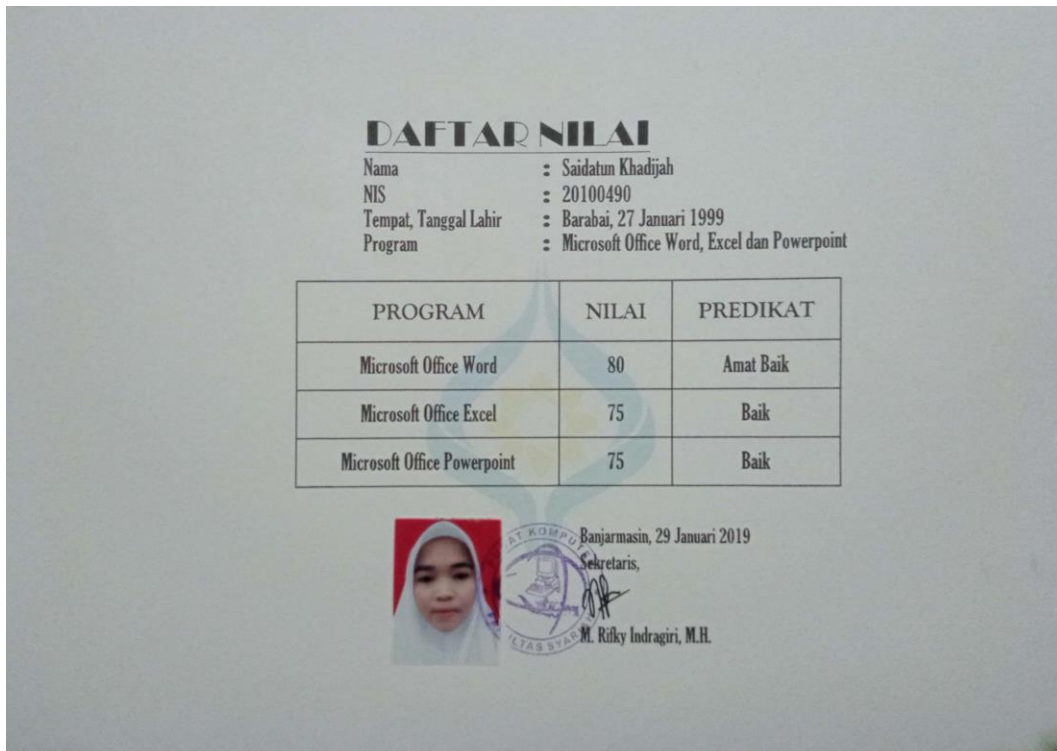 DAFTAR NILAI
Nama : Saidatun Khadijah
NIS : 20100490
Tempat, Tanggal Lahir : Barabai, 27 Januari 1999
Program : Microsoft Office Word, Excel dan Powerpoint
PROGRAM NILAI PREDIKAT
Microsoft Office Word 80 Amat Baik
Microsoft Office Excel 75 Baik
Microsoft Office Powerpoint 75 Baik
Banjarmasin, 29 Januari 2019
Sekretaris,
M. Rifky Indragiri, M.H.